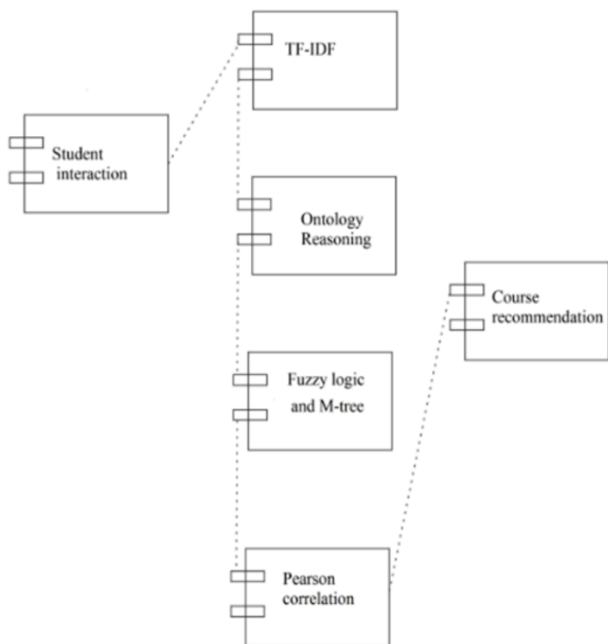 TF-IDF
Student
interaction
Ontology
Reasoning
Course
recommendation
Fuzzy logic
and M-tree
Pearson
correlation